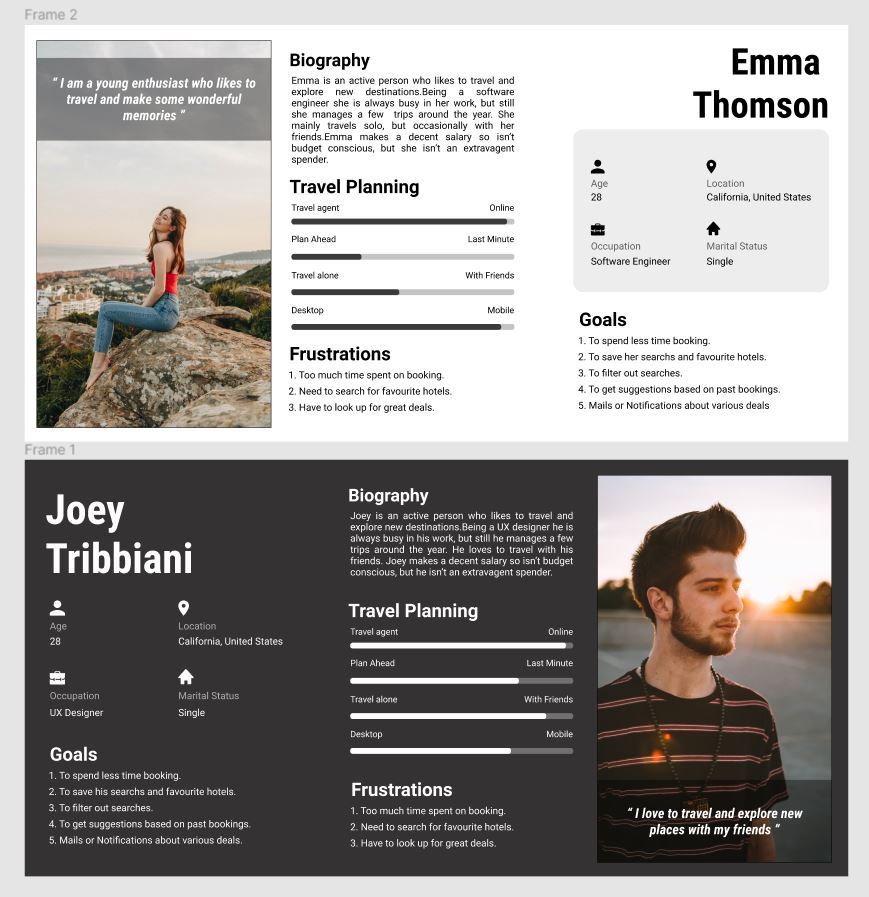 Frame 2
“ I am a young enthusiast who likes to
travel and make some wonderful
memories ”
Biography
Emma is an active person who likes to travel and
explore new destinations.Being a software
engineer she is always busy in her work, but still
she manages a few trips around the year. She
mainly travels solo, but occasionally with her
friends.Emma makes a decent salary so isn’t
budget conscious, but she isn’t an extravagent
spender.
Travel Planning
Travel agent Online
Plan Ahead Last Minute
Travel alone With Friends
Desktop Mobile
Frustrations
1. Too much time spent on booking.
2. Need to search for favourite hotels.
3. Have to look up for great deals.
Emma
Thomson
Age
28
Location
California, United States
Occupation
Software Engineer
Marital Status
Single
Goals
1. To spend less time booking.
2. To save her searchs and favourite hotels.
3. To filter out searches.
4. To get suggestions based on past bookings.
5. Mails or Notifications about various deals
Frame 1
Joey
Tribbiani
Age
28
Location
California, United States
Occupation
UX Designer
Marital Status
Single
Goals
1. To spend less time booking.
2. To save his searchs and favourite hotels.
3. To filter out searches.
4. To get suggestions based on past bookings.
5. Mails or Notifications about various deals.
Biography
Joey is an active person who likes to travel and
explore new destinations.Being a UX designer he is
always busy in his work, but still he manages a few
trips around the year. He loves to travel with his
friends. Joey makes a decent salary so isn’t budget
conscious, but he isn’t an extravagent spender.
Travel Planning
Travel agent Online
Plan Ahead Last Minute
Travel alone With Friends
Desktop Mobile
Frustrations
1. Too much time spent on booking.
2. Need to search for favourite hotels.
3. Have to look up for great deals.
“ I love to travel and explore new
places with my friends ”